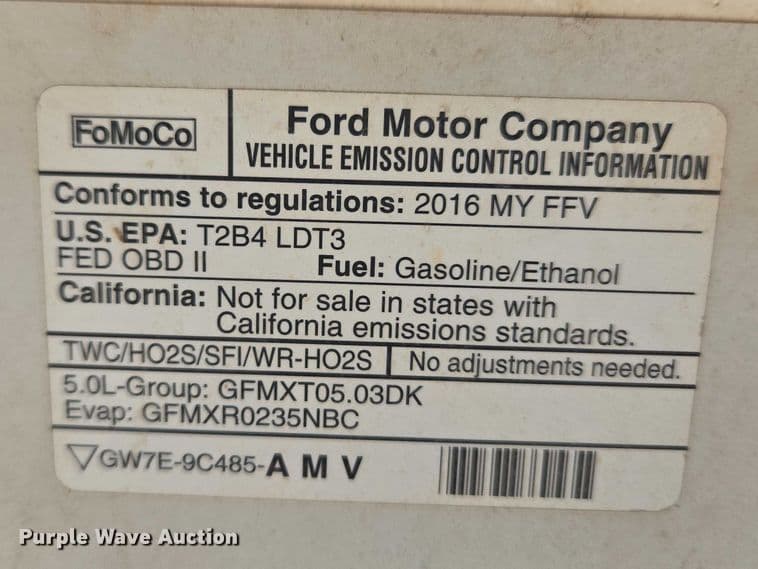 FoMoCo
Ford Motor Company
VEHICLE EMISSION CONTROL INFORMATION
Conforms to regulations: 2016 MY FFV
U.S. EPA: T2B4 LDT3
FED OBD II Fuel: Gasoline/Ethanol
California: Not for sale in states with
California emissions standards.
TWC/HO2S/SFI/WR-HO2S No adjustments needed.
5.0L-Group: GFMXT05.03DK
Evap: GFMXR0235NBC
GW7E-9C485-A M V
Purple Wave Auction